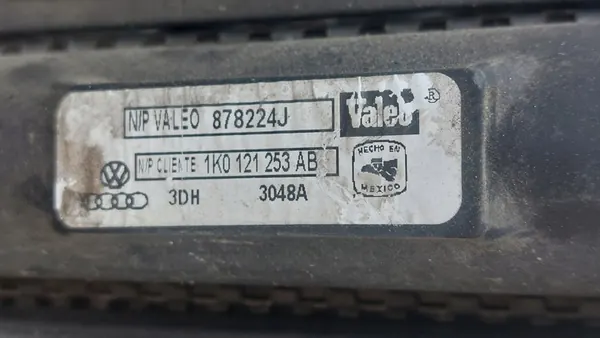 N/P VALEO 878224J
Valeo ®
N/P CLIENTE 1K0 121 253 AB
HECHO EN
MEXICO
3DH 3048A